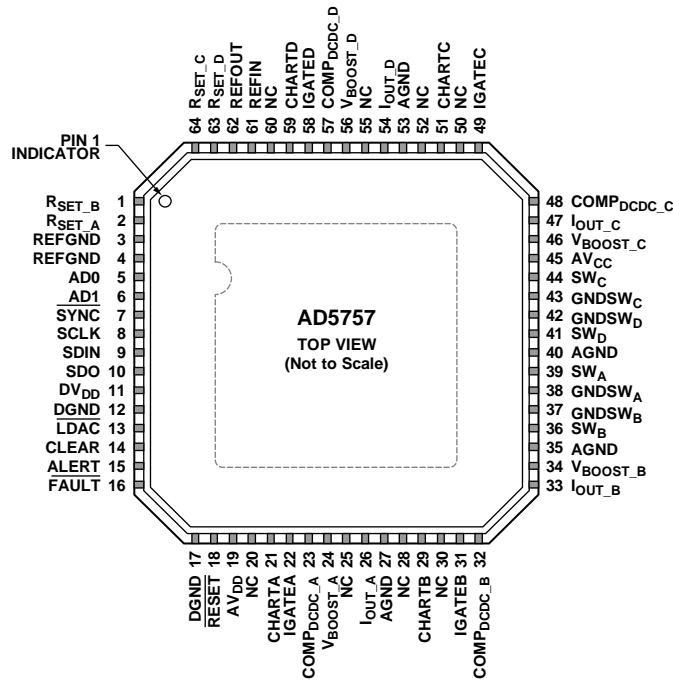 64 RSET_C
63 RSET_D
62 REFOUT
61 REFIN
60 NC
59 CHARTD
58 IGATED
57 COMPDCDC_D
56 VBOOST_D
55 NC
54 IOUT_D
53 AGND
52 NC
51 CHARTC
50 NC
49 IGATEC
PIN 1
INDICATOR
RSET_B 1
RSET_A 2
REFGND 3
REFGND 4
AD0 5
AD1 6
SYNC 7
SCLK 8
SDIN 9
SDO 10
DVDD 11
DGND 12
LDAC 13
CLEAR 14
ALERT 15
FAULT 16
AD5757
TOP VIEW
(Not to Scale)
48 COMPDCDC_C
47 IOUT_C
46 VBOOST_C
45 AVCC
44 SWC
43 GNDSWC
42 GNDSWD
41 SWD
40 AGND
39 SWA
38 GNDSWA
37 GNDSWB
36 SWB
35 AGND
34 VBOOST_B
33 IOUT_B
DGND 17
RESET 18
AVDD 19
NC 20
CHARTA 21
IGATEA 22
COMPDCDC_A 23
VBOOST_A 24
NC 25
IOUT_A 26
AGND 27
NC 28
CHARTB 29
NC 30
IGATEB 31
COMPDCDC_B 32